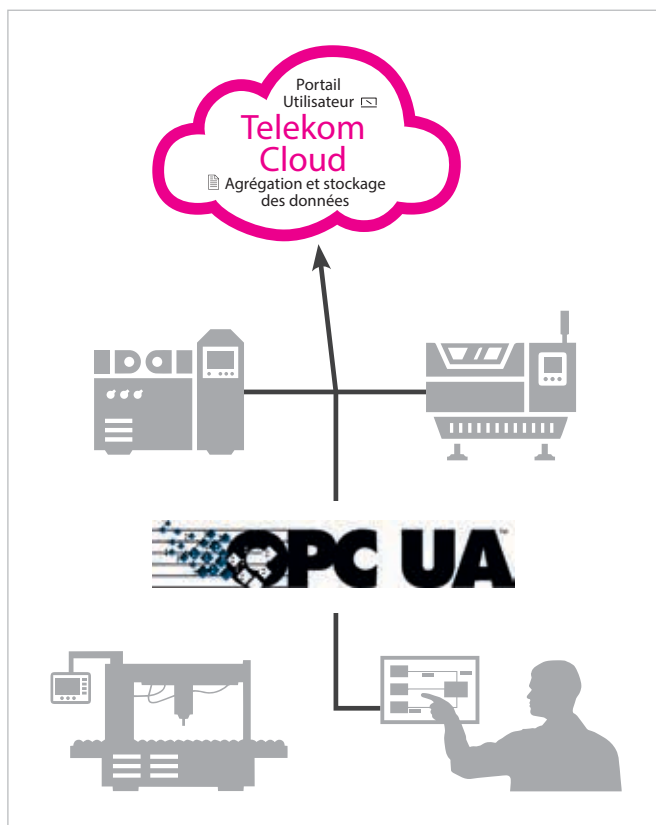 Portail
Utilisateur
Telekom
Cloud
Agrégation et stockage
des données
OPC UA